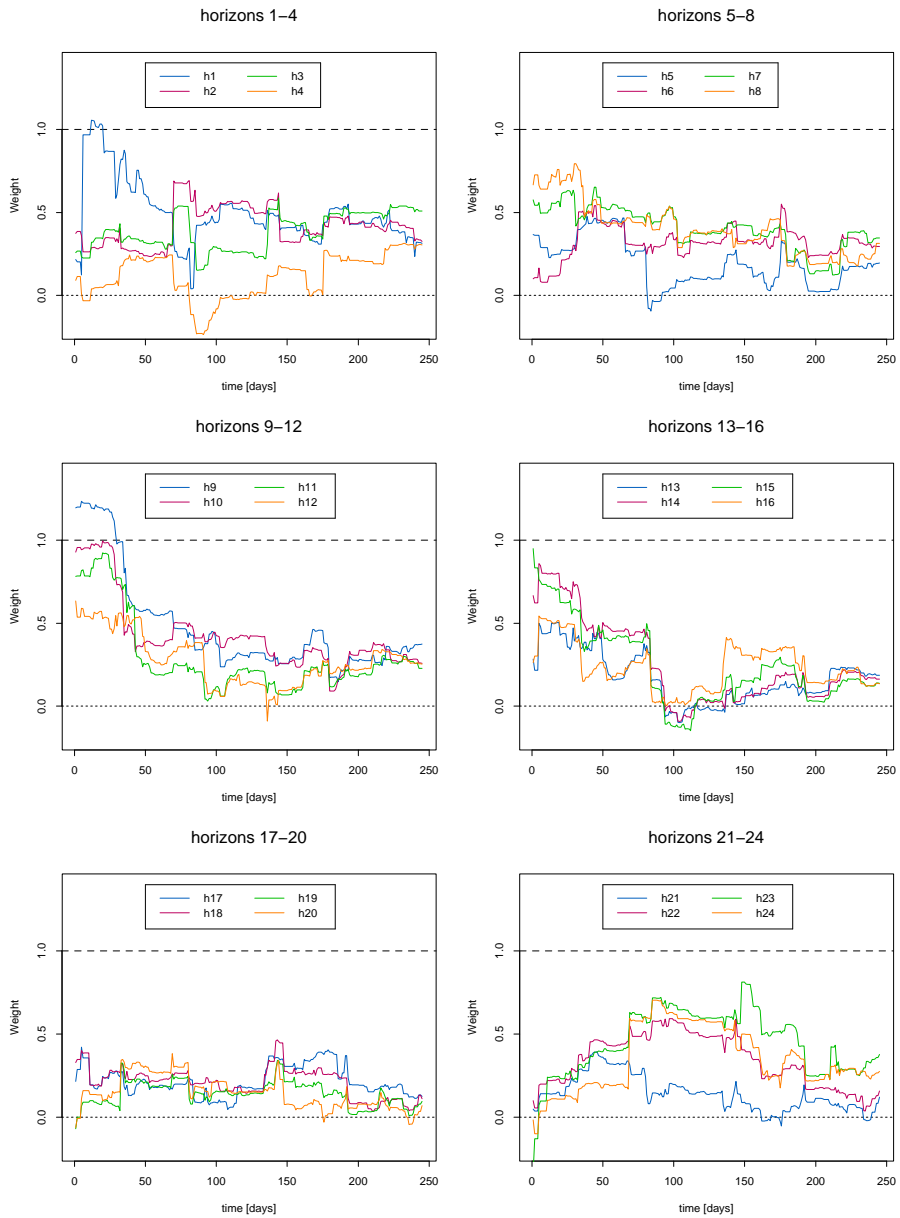 horizons 1−4
h1 h3
h2 h4
Weight
0.0 0.5 1.0
0 50 100 150 200 250
time [days]
horizons 5−8
h5 h7
h6 h8
Weight
0.0 0.5 1.0
0 50 100 150 200 250
time [days]
horizons 9−12
h9 h11
h10 h12
Weight
0.0 0.5 1.0
0 50 100 150 200 250
time [days]
horizons 13−16
h13 h15
h14 h16
Weight
0.0 0.5 1.0
0 50 100 150 200 250
time [days]
horizons 17−20
h17 h19
h18 h20
Weight
0.0 0.5 1.0
0 50 100 150 200 250
time [days]
horizons 21−24
h21 h23
h22 h24
Weight
0.0 0.5 1.0
0 50 100 150 200 250
time [days]